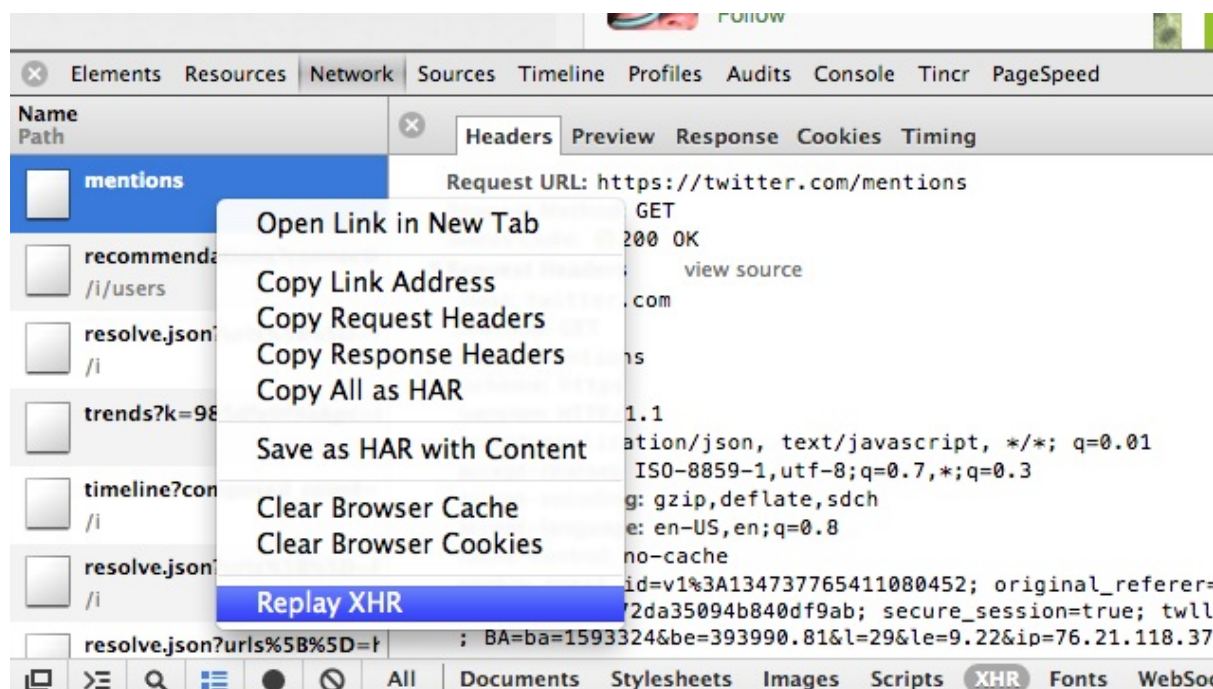 Follow
Elements Resources Network Sources Timeline Profiles Audits Console Tincr PageSpeed
Name
Path
Headers Preview Response Cookies Timing
mentions
Request URL: https://twitter.com/mentions
GET
200 OK
view source
.com
1.1
ation/json, text/javascript, */*; q=0.01
ISO-8859-1,utf-8;q=0.7,*;q=0.3
g: gzip,deflate,sdch
e: en-US,en;q=0.8
no-cache
id=v1%3A134737765411080452; original_referer=
72da35094b840df9ab; secure_session=true; twll
; BA=ba=1593324&be=393990.81&l=29&le=9.22&ip=76.21.118.37
recommenda
/i/users
resolve.json?
/i
trends?k=98
timeline?con
/i
resolve.json?
/i
resolve.json?urls%5B%5D=h
Open Link in New Tab
Copy Link Address
Copy Request Headers
Copy Response Headers
Copy All as HAR
Save as HAR with Content
Clear Browser Cache
Clear Browser Cookies
Replay XHR
All Documents Stylesheets Images Scripts XHR Fonts WebSoc